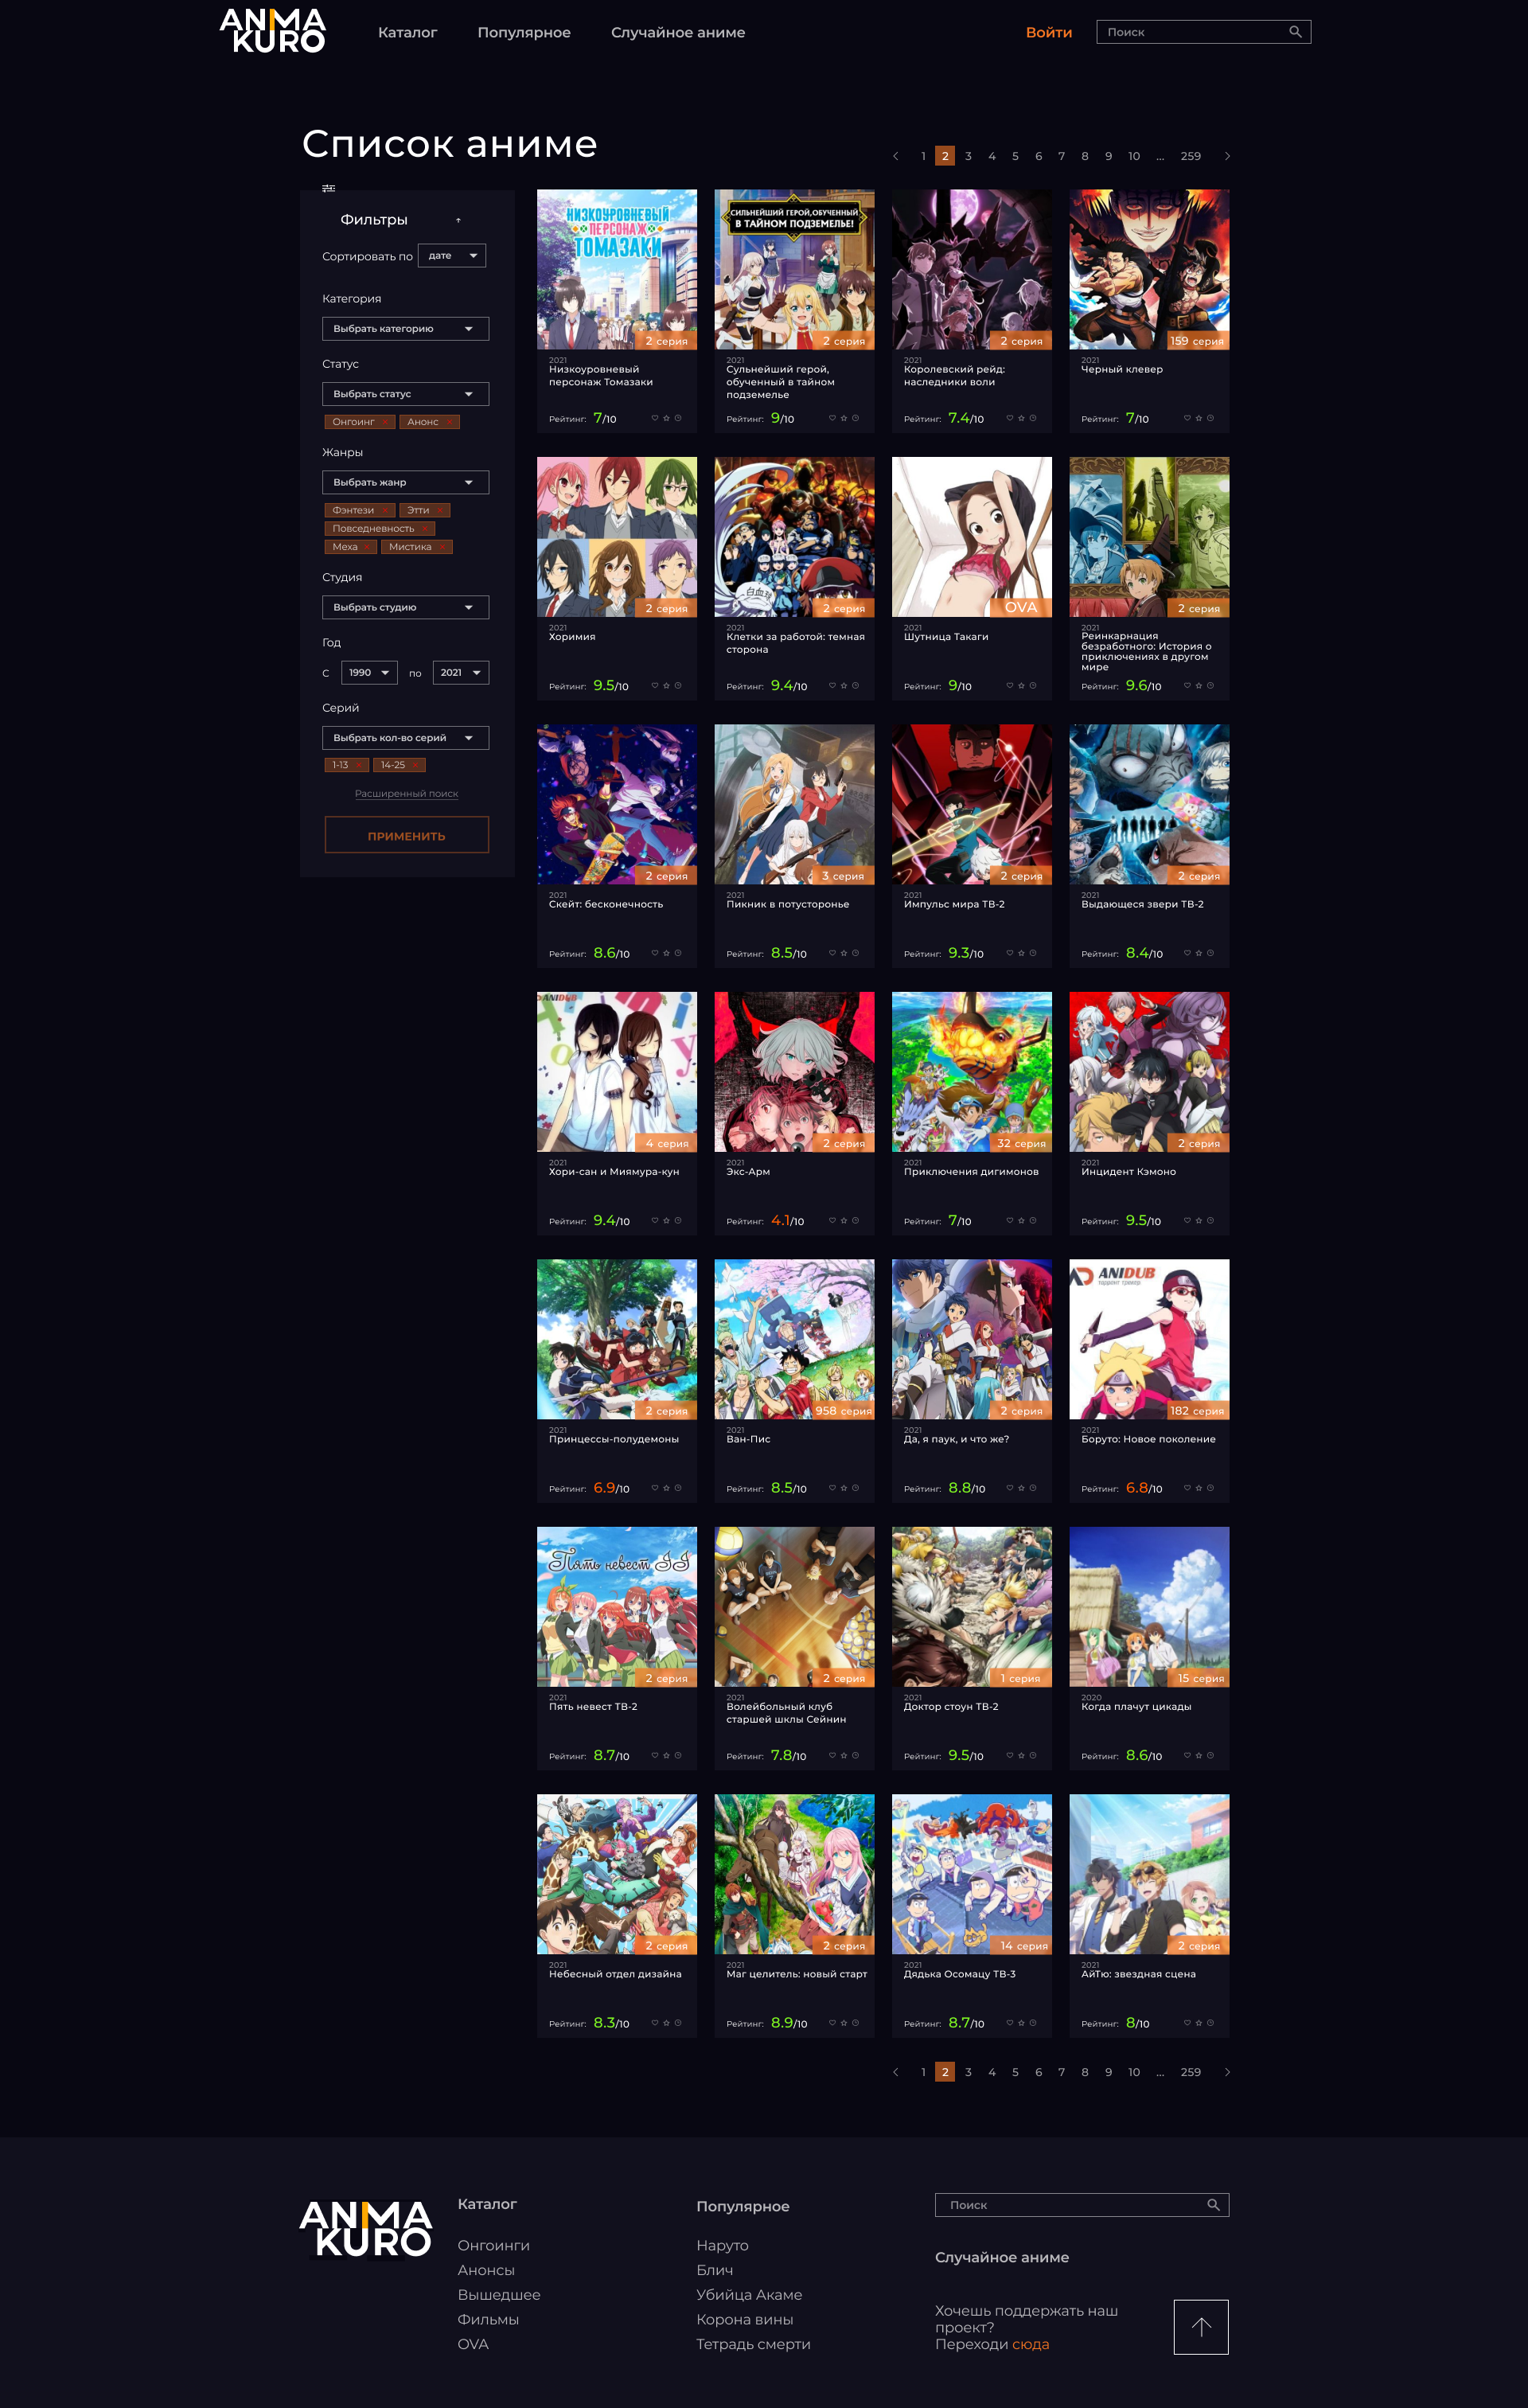 ANIMA
KURO
Каталог
Популярное
Случайное аниме
Войти
Поиск
Список аниме
1 2 3 4 5 6 7 8 9 10 ... 259
Фильтры
Сортировать по
дате
Категория
Выбрать категорию
Статус
Выбрать статус
Онгоинг
Анонс
Жанры
Выбрать жанр
Фэнтези
Этти
Повседневность
Меха
Мистика
Студия
Выбрать студию
Год
С
1990
по
2021
Серий
Выбрать кол-во серий
1-13
14-25
Расширенный поиск
ПРИМЕНИТЬ
НИЗКОУРОВНЕВЫЙ
ПЕРСОНАЖ
ТОМАЗАКИ
2 серия
2021
Низкоуровневый
персонаж Томазаки
Рейтинг: 7/10
СИЛЬНЕЙШИЙ ГЕРОЙ, ОБУЧЕННЫЙ
В ТАЙНОМ ПОДЗЕМЕЛЬЕ!
2 серия
2021
Сульнейший герой,
обученный в тайном
подземелье
Рейтинг: 9/10
2 серия
2021
Королевский рейд:
наследники воли
Рейтинг: 7.4/10
159 серия
2021
Черный клевер
Рейтинг: 7/10
2 серия
2021
Хоримия
Рейтинг: 9.5/10
白血球
2 серия
2021
Клетки за работой: темная
сторона
Рейтинг: 9.4/10
OVA
2021
Шутница Такаги
Рейтинг: 9/10
2 серия
2021
Реинкарнация
безработного: История о
приключениях в другом
мире
Рейтинг: 9.6/10
2 серия
2021
Скейт: бесконечность
Рейтинг: 8.6/10
3 серия
2021
Пикник в потусторонье
Рейтинг: 8.5/10
2 серия
2021
Импульс мира ТВ-2
Рейтинг: 9.3/10
2 серия
2021
Выдающеся звери ТВ-2
Рейтинг: 8.4/10
ANIDUB
4 серия
2021
Хори-сан и Миямура-кун
Рейтинг: 9.4/10
2 серия
2021
Экс-Арм
Рейтинг: 4.1/10
32 серия
2021
Приключения дигимонов
Рейтинг: 7/10
2 серия
2021
Инцидент Кэмоно
Рейтинг: 9.5/10
2 серия
2021
Принцессы-полудемоны
Рейтинг: 6.9/10
958 серия
2021
Ван-Пис
Рейтинг: 8.5/10
2 серия
2021
Да, я паук, и что же?
Рейтинг: 8.8/10
ANIDUB
торрент трекер
182 серия
2021
Боруто: Новое поколение
Рейтинг: 6.8/10
Пять невест II
2 серия
2021
Пять невест ТВ-2
Рейтинг: 8.7/10
2 серия
2021
Волейбольный клуб
старшей шклы Сейнин
Рейтинг: 7.8/10
1 серия
2021
Доктор стоун ТВ-2
Рейтинг: 9.5/10
15 серия
2020
Когда плачут цикады
Рейтинг: 8.6/10
2 серия
2021
Небесный отдел дизайна
Рейтинг: 8.3/10
2 серия
2021
Маг целитель: новый старт
Рейтинг: 8.9/10
14 серия
2021
Дядька Осомацу ТВ-3
Рейтинг: 8.7/10
2 серия
2021
АйТю: звездная сцена
Рейтинг: 8/10
1 2 3 4 5 6 7 8 9 10 ... 259
ANIMA
KURO
Каталог
Онгоинги
Анонсы
Вышедшее
Фильмы
OVA
Популярное
Наруто
Блич
Убийца Акаме
Корона вины
Тетрадь смерти
Поиск
Случайное аниме
Хочешь поддержать наш
проект?
Переходи сюда